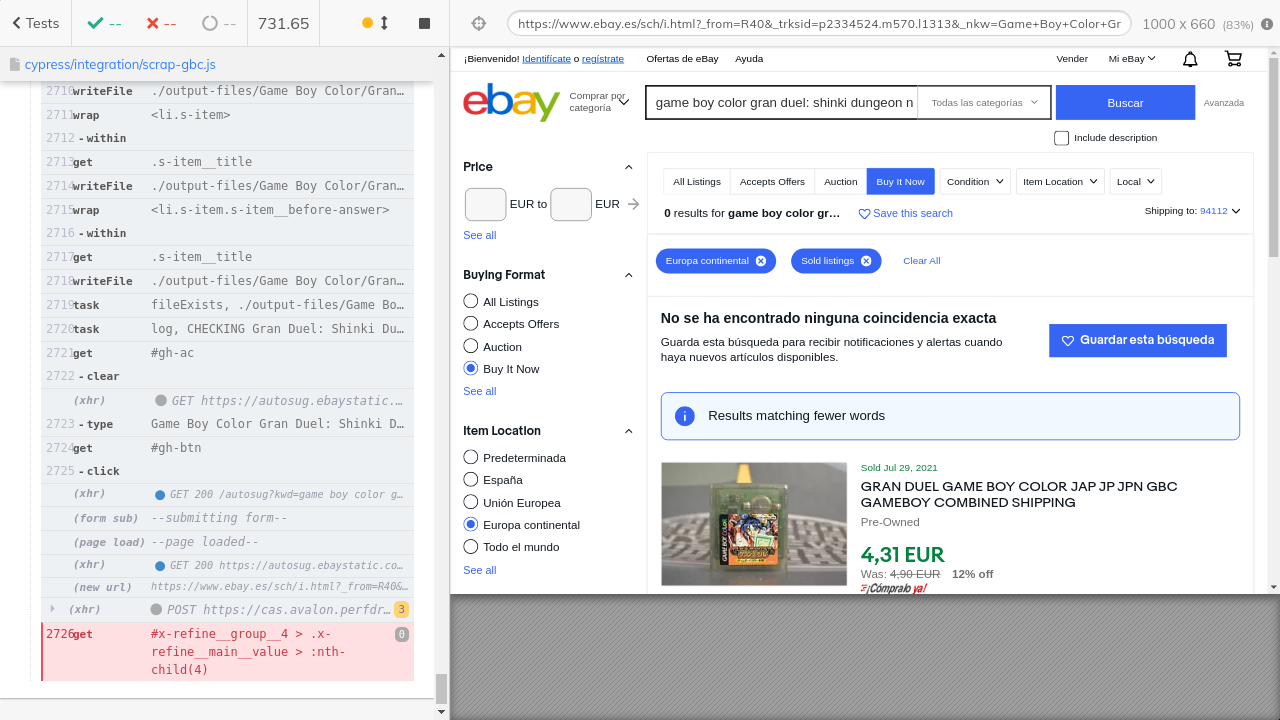 Tests
--
--
--
731.65
https://www.ebay.es/sch/i.html?_from=R40&_trksid=p2334524.m570.l1313&_nkw=Game+Boy+Color+Gr
1000 x 660 (83%)
cypress/integration/scrap-gbc.js
2710 writeFile ./output-files/Game Boy Color/Gran…
2711 wrap <li.s-item>
2712 - within
2713 get .s-item__title
2714 writeFile ./output-files/Game Boy Color/Gran…
2715 wrap <li.s-item.s-item__before-answer>
2716 - within
2717 get .s-item__title
2718 writeFile ./output-files/Game Boy Color/Gran…
2719 task fileExists, ./output-files/Game Bo…
2720 task log, CHECKING Gran Duel: Shinki Du…
2721 get #gh-ac
2722 - clear
(xhr) GET https://autosug.ebaystatic.…
2723 - type Game Boy Color Gran Duel: Shinki D…
2724 get #gh-btn
2725 - click
(xhr) GET 200 /autosug?kwd=game boy color g…
(form sub) --submitting form--
(page load) --page loaded--
(xhr) GET 200 https://autosug.ebaystatic.co…
(new url) https://www.ebay.es/sch/i.html?_from=R40&…
(xhr) POST https://cas.avalon.perfdr… 3
2726 get #x-refine__group__4 > .x- 0
refine__main__value > :nth-
child(4)
¡Bienvenido! Identifícate o regístrate
Ofertas de eBay
Ayuda
Vender
Mi eBay
ebay
Comprar por
categoría
game boy color gran duel: shinki dungeon n
Todas las categorías
Buscar
Avanzada
Include description
Price
EUR to
EUR
See all
Buying Format
All Listings
Accepts Offers
Auction
Buy It Now
See all
Item Location
Predeterminada
España
Unión Europea
Europa continental
Todo el mundo
See all
All Listings
Accepts Offers
Auction
Buy It Now
Condition
Item Location
Local
0 results for game boy color gr…
Save this search
Shipping to: 94112
Europa continental
Sold listings
Clear All
No se ha encontrado ninguna coincidencia exacta
Guarda esta búsqueda para recibir notificaciones y alertas cuando
haya nuevos artículos disponibles.
Guardar esta búsqueda
Results matching fewer words
GAME BOY COLOR
Sold Jul 29, 2021
GRAN DUEL GAME BOY COLOR JAP JP JPN GBC
GAMEBOY COMBINED SHIPPING
Pre-Owned
4,31 EUR
Was: 4,90 EUR 12% off
¡Cómpralo ya!